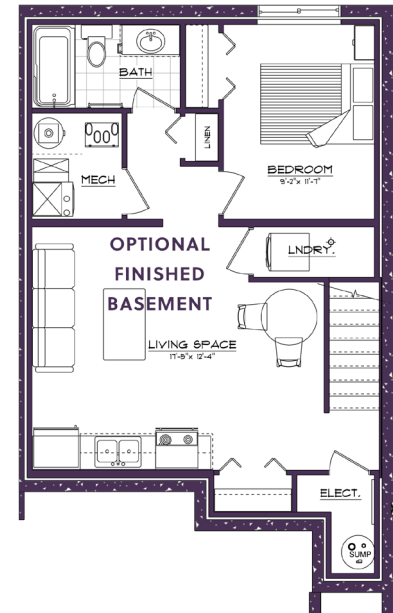 BATH
LINEN
BEDROOM
9'-2"x 11'-7"
MECH
LNDRY.
OPTIONAL
FINISHED
BASEMENT
LIVING SPACE
17'-5"x 12'-4"
ELECT.
SUMP